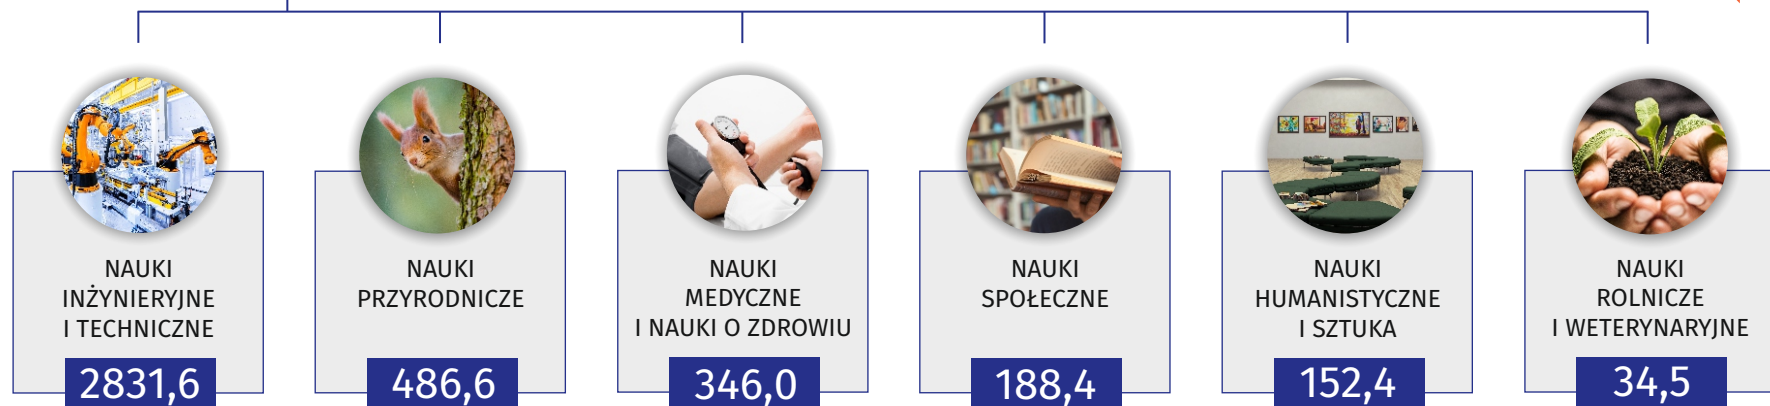 NAUKI
INŻYNIERYJNE
I TECHNICZNE
2831,6
NAUKI
PRZYRODNICZE
486,6
NAUKI
MEDYCZNE
I NAUKI O ZDROWIU
346,0
NAUKI
SPOŁECZNE
188,4
NAUKI
HUMANISTYCZNE
I SZTUKA
152,4
NAUKI
ROLNICZE
I WETERYNARYJNE
34,5